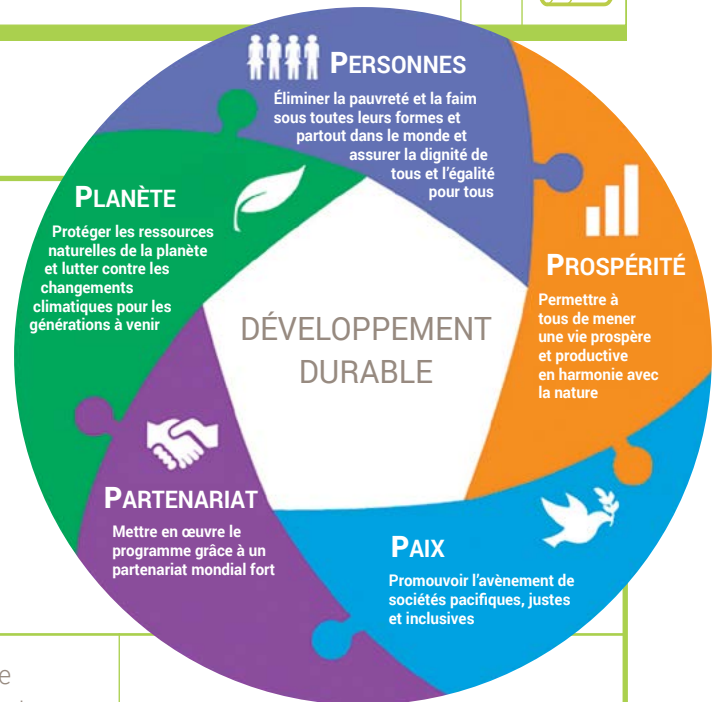 PERSONNES
Éliminer la pauvreté et la faim
sous toutes leurs formes et
partout dans le monde et
assurer la dignité de
tous et l'égalité
pour tous
PLANÈTE
Protéger les ressources
naturelles de la planète
et lutter contre les
changements
climatiques pour les
générations à venir
PROSPÉRITÉ
Permettre à
tous de mener
une vie prospère
et productive
en harmonie avec
la nature
DÉVELOPPEMENT
DURABLE
PARTENARIAT
Mettre en œuvre le
programme grâce à un
partenariat mondial fort
PAIX
Promouvoir l'avènement de
sociétés pacifiques, justes
et inclusives
e